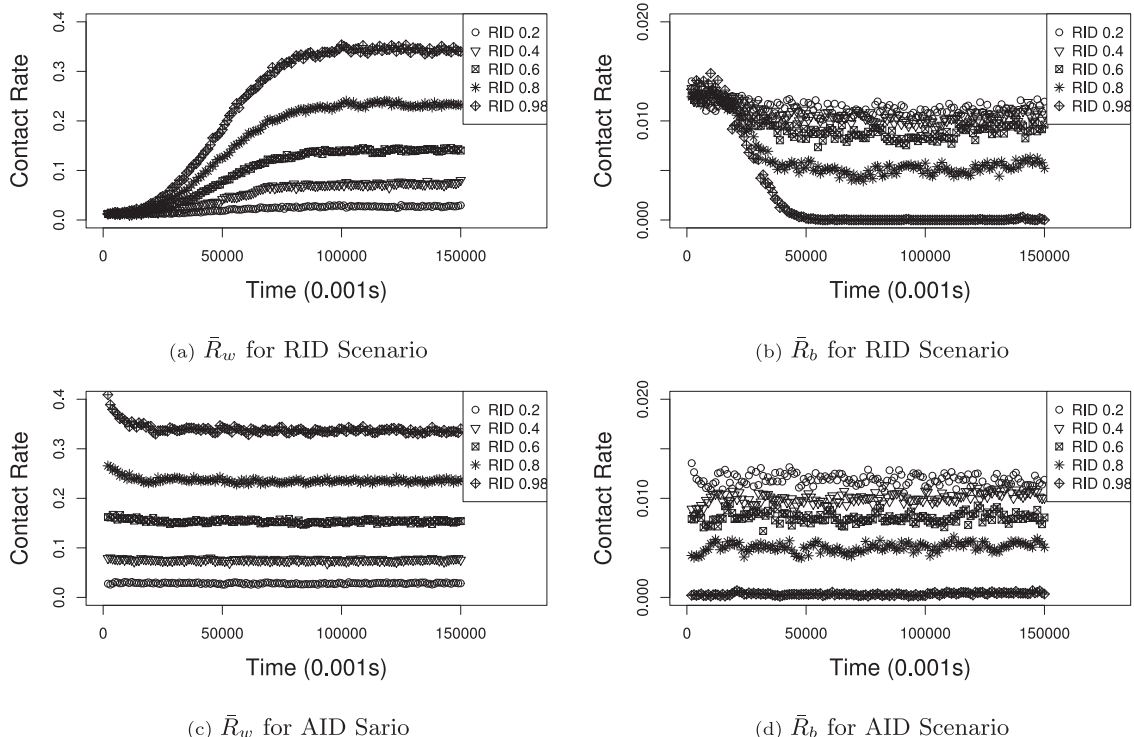 0.4
0.3
0.2
0.1
0.0
Contact Rate
RID 0.2
RID 0.4
RID 0.6
RID 0.8
RID 0.98
0 50000 100000 150000
Time (0.001s)
(a) R̄w for RID Scenario
0.020
0.010
0.000
Contact Rate
RID 0.2
RID 0.4
RID 0.6
RID 0.8
RID 0.98
0 50000 100000 150000
Time (0.001s)
(b) R̄b for RID Scenario
0.4
0.3
0.2
0.1
0.0
Contact Rate
RID 0.2
RID 0.4
RID 0.6
RID 0.8
RID 0.98
0 50000 100000 150000
Time (0.001s)
(c) R̄w for AID Sario
0.020
0.010
0.000
Contact Rate
RID 0.2
RID 0.4
RID 0.6
RID 0.8
RID 0.98
0 50000 100000 150000
Time (0.001s)
(d) R̄b for AID Scenario